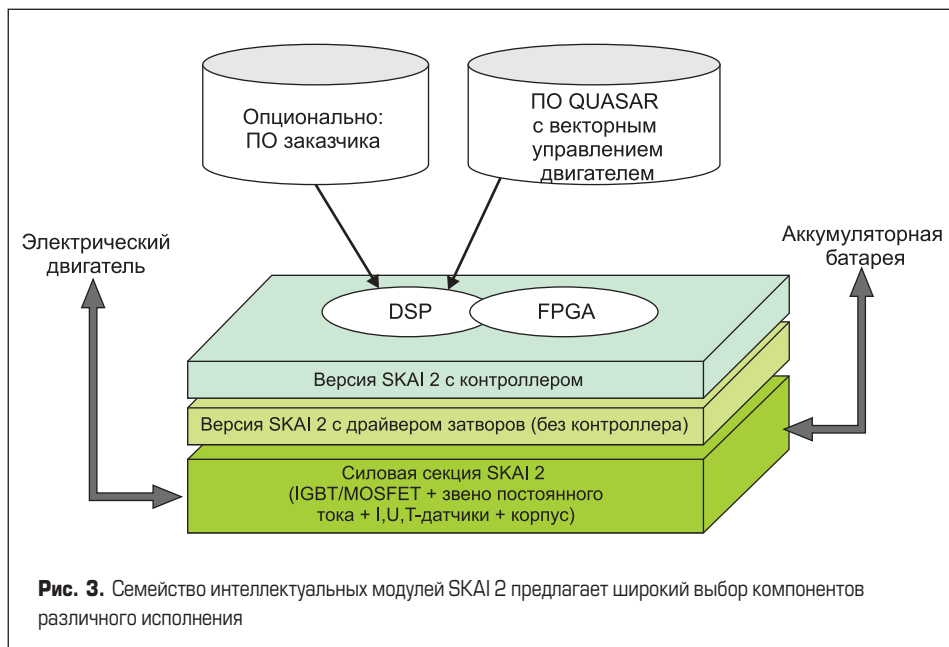 Опционально:
ПО заказчика
ПО QUASAR
с векторным
управлением
двигателем
Электрический
двигатель
Аккумуляторная
батарея
DSP
FPGA
Версия SKAI 2 с контроллером
Версия SKAI 2 с драйвером затворов (без контроллера)
Силовая секция SKAI 2
(IGBT/MOSFET + звено постоянного
тока + I,U,T-датчики + корпус)
Рис. 3. Семейство интеллектуальных модулей SKAI 2 предлагает широкий выбор компонентов
различного исполнения